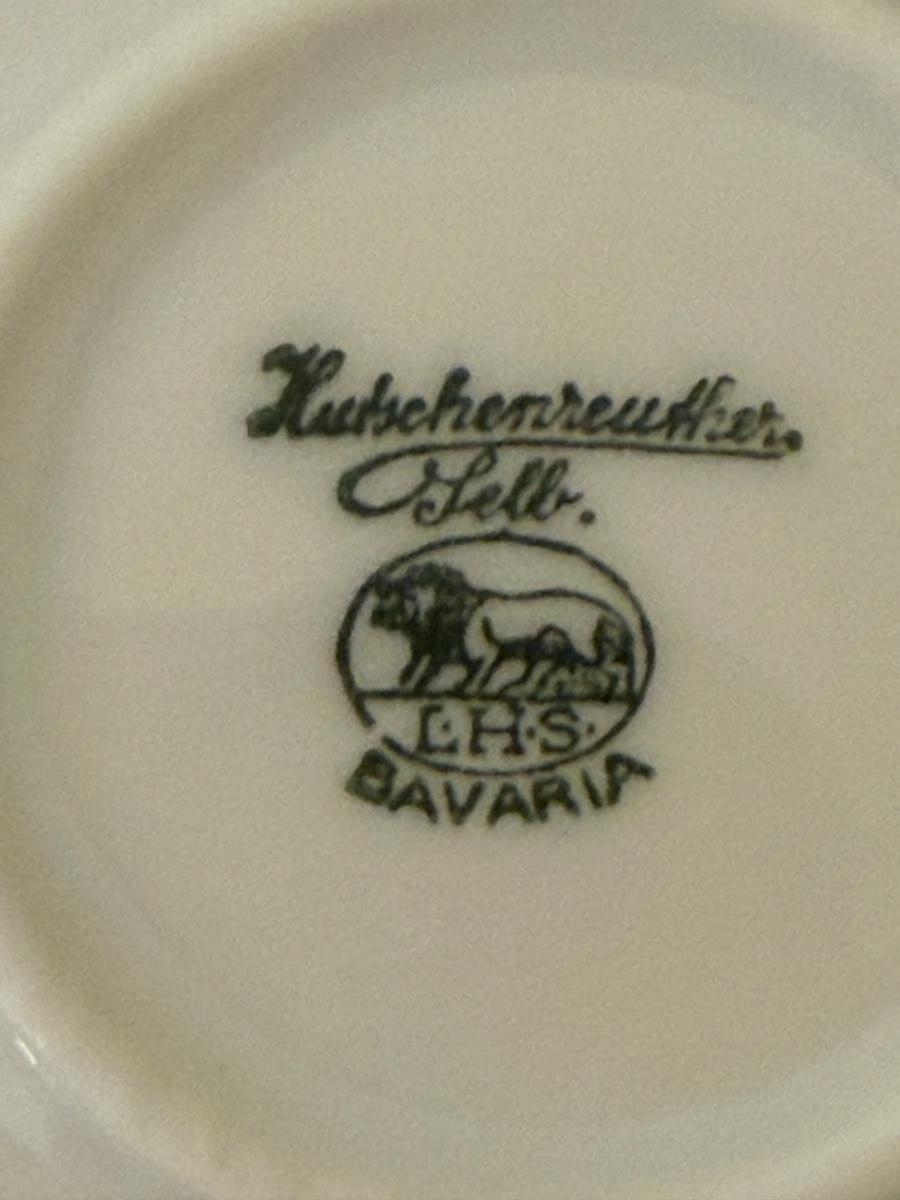 Hutschenreuther.
Selb.
L·H·S·
BAVARIA